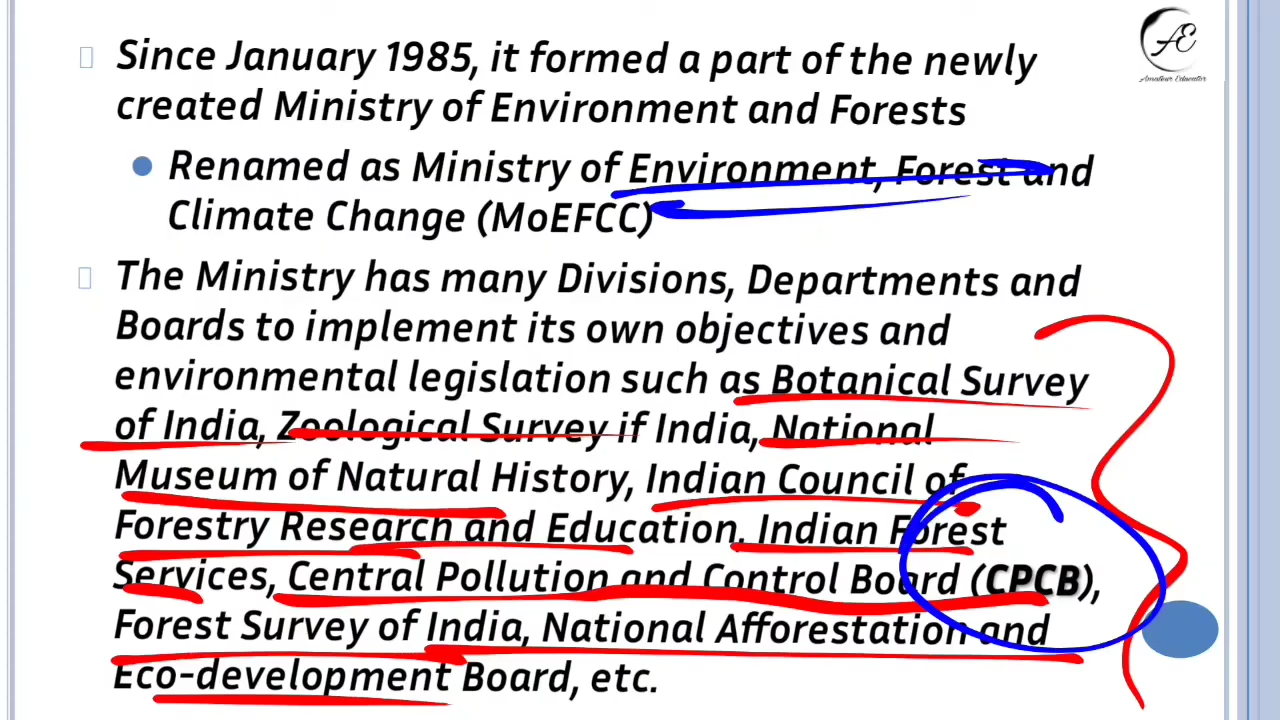 AE
Amateur Educator
Since January 1985, it formed a part of the newly
created Ministry of Environment and Forests
Renamed as Ministry of Environment, Forest and
Climate Change (MoEFCC)
The Ministry has many Divisions, Departments and
Boards to implement its own objectives and
environmental legislation such as Botanical Survey
of India, Zoological Survey if India, National
Museum of Natural History, Indian Council of
Forestry Research and Education, Indian Forest
Services, Central Pollution and Control Board (CPCB),
Forest Survey of India, National Afforestation and
Eco-development Board, etc.